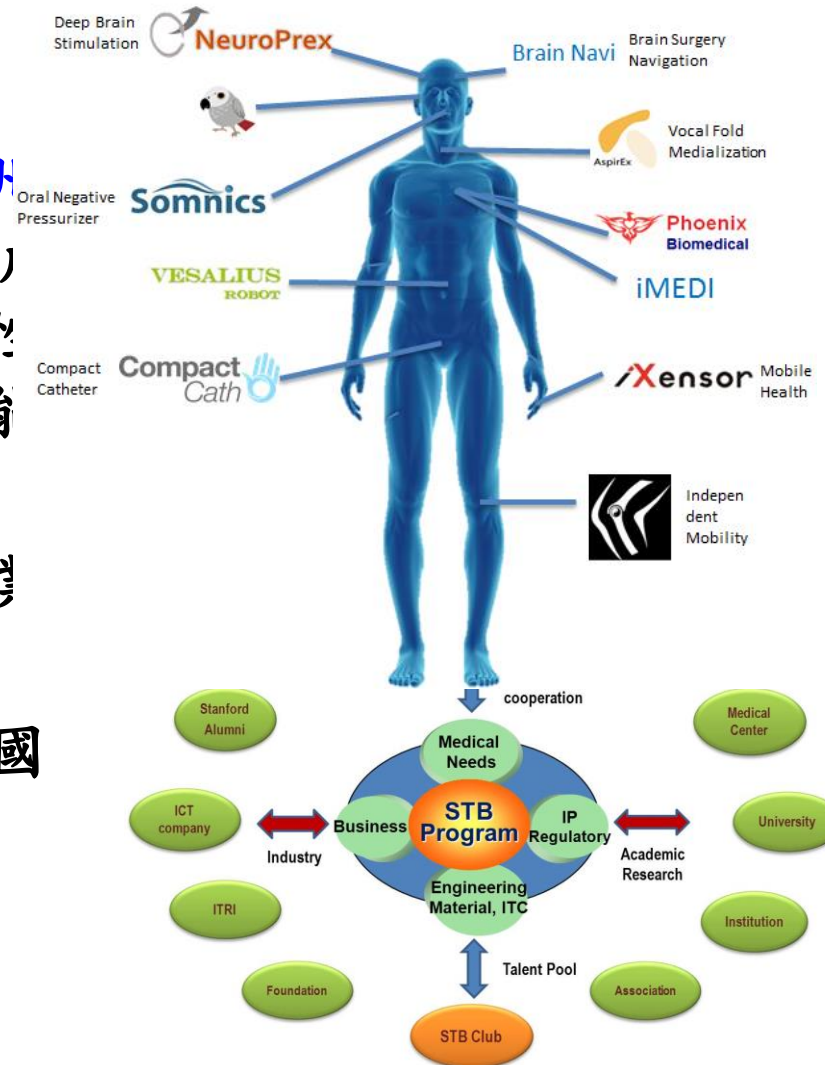 Deep Brain
Stimulation
NeuroPrex
Brain Navi
Brain Surgery
Navigation
AspirEx
Vocal Fold
Medialization
Oral Negative
Pressurizer
Somnics
Phoenix
Biomedical
VESALIUS
ROBOT
iMEDI
Compact
Catheter
Compact
Cath
iXensor
Mobile
Health
Indepen
dent
Mobility
國
cooperation
Stanford
Alumni
Medical
Center
Medical
Needs
ICT
company
Industry
Business
STB
Program
IP
Regulatory
Academic
Research
University
Engineering
Material, ITC
ITRI
Institution
Talent Pool
Foundation
Association
STB Club